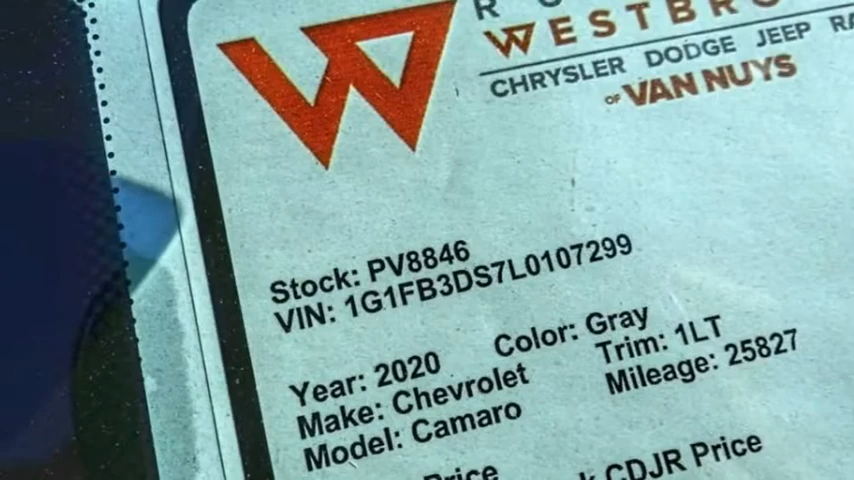 CHRYSLER DODGE JEEP
OF VAN NUYS
Stock: PV8846
VIN: 1G1FB3DS7L0107299
Year: 2020 Color: Gray
Make: Chevrolet Trim: 1LT
Model: Camaro Mileage: 25827
Price CDJR Price